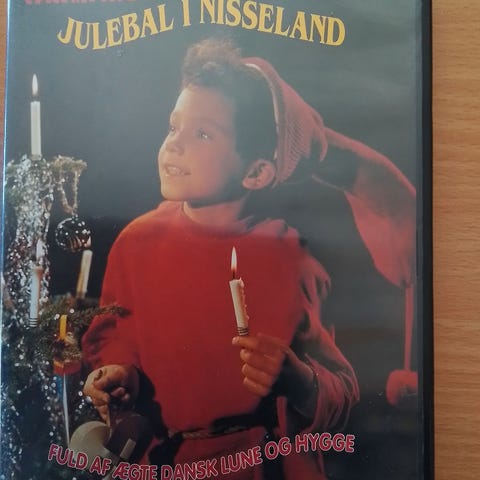 JULEBAL I NISSELAND
FULD AF ÆGTE DANSK LUNE OG HYGGE